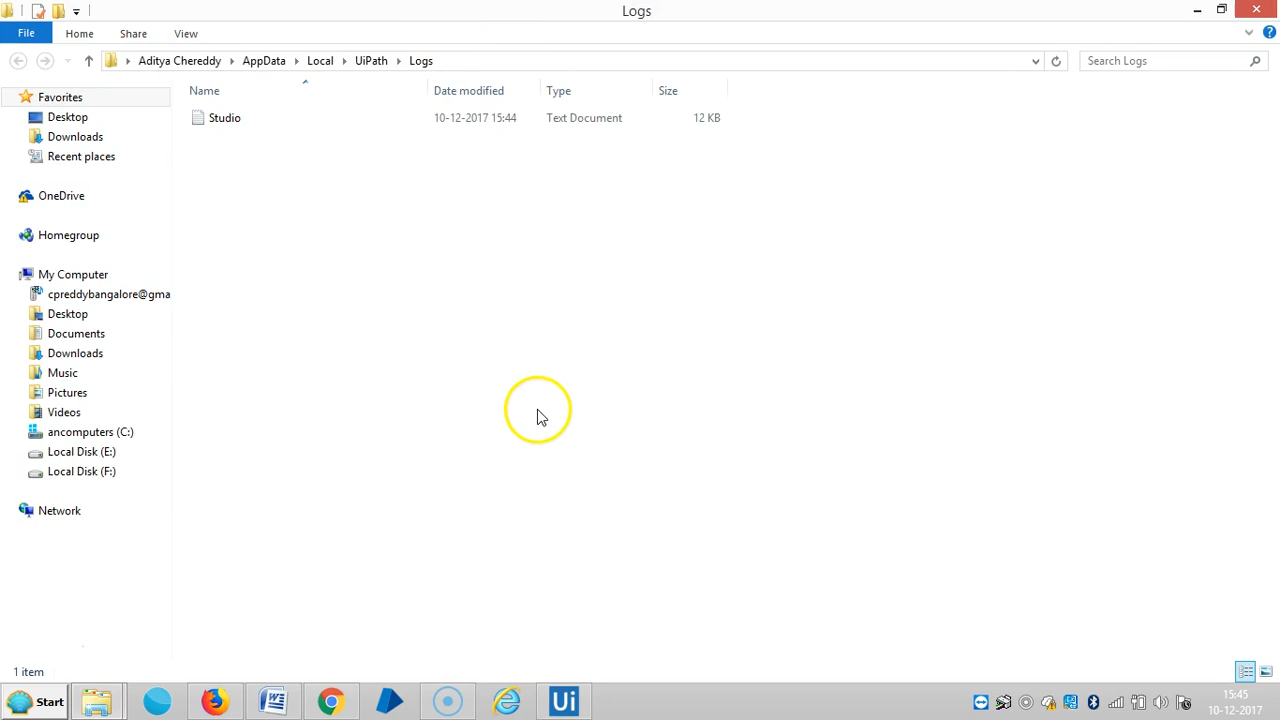 Logs
File Home Share View
Aditya Chereddy AppData Local UiPath Logs
Search Logs
Name Date modified Type Size
Studio 10-12-2017 15:44 Text Document 12 KB
Favorites
Desktop
Downloads
Recent places
OneDrive
Homegroup
My Computer
cpreddybangalore@gma
Desktop
Documents
Downloads
Music
Pictures
Videos
ancomputers (C:)
Local Disk (E:)
Local Disk (F:)
Network
1 item
Start
W
Ui
15:45
10-12-2017